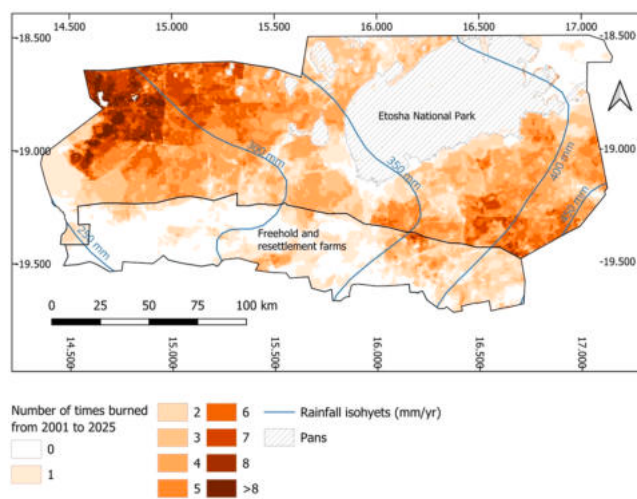 14.500 15.000 15.500 16.000 16.500 17.000
-18.500 -18.500
Etosha National Park
-19.000 -19.000
300 mm
350 mm
400 mm
Freehold and
resettlement farms
250 mm
-19.500 -19.500
0 25 50 75 100 km
14.500 15.000 15.500 16.000 16.500 17.000
Number of times burned
from 2001 to 2025
0
1
2
3
4
5
6
7
8
>8
Rainfall isohyets (mm/yr)
Pans